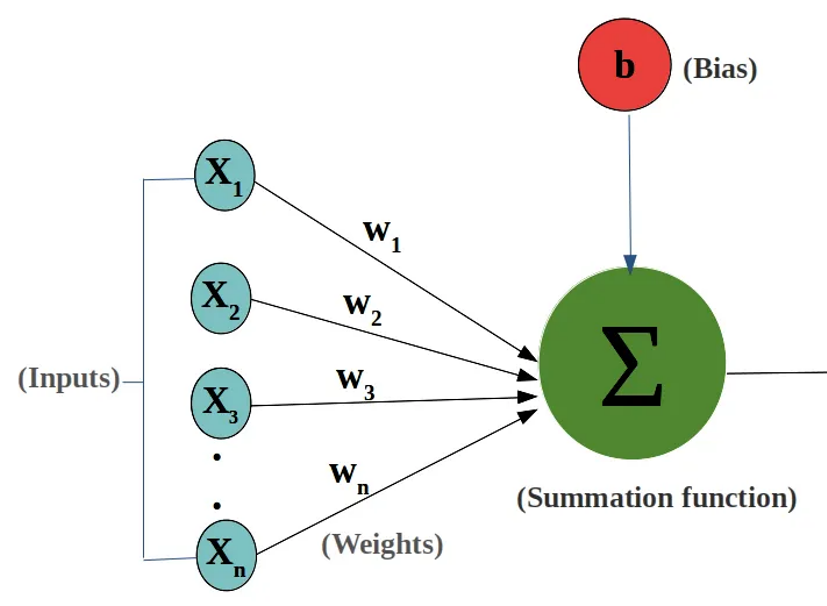 b (Bias)
X1
w1
X2
w2
(Inputs)
X3
w3
Σ
wn
(Summation function)
Xn
(Weights)